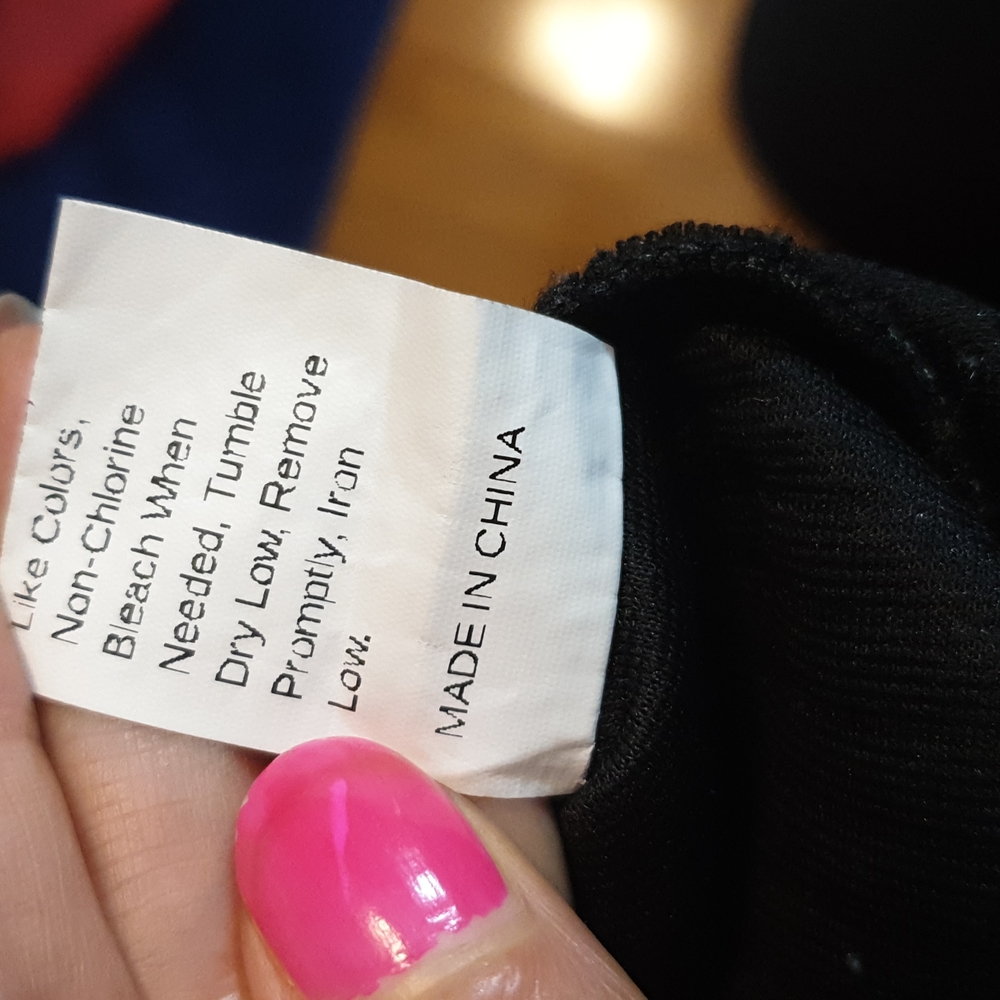 Like Colors,
Non-Chlorine
Bleach When
Needed, Tumble
Dry Low, Remove
Promptly, Iron
Low.
MADE IN CHINA